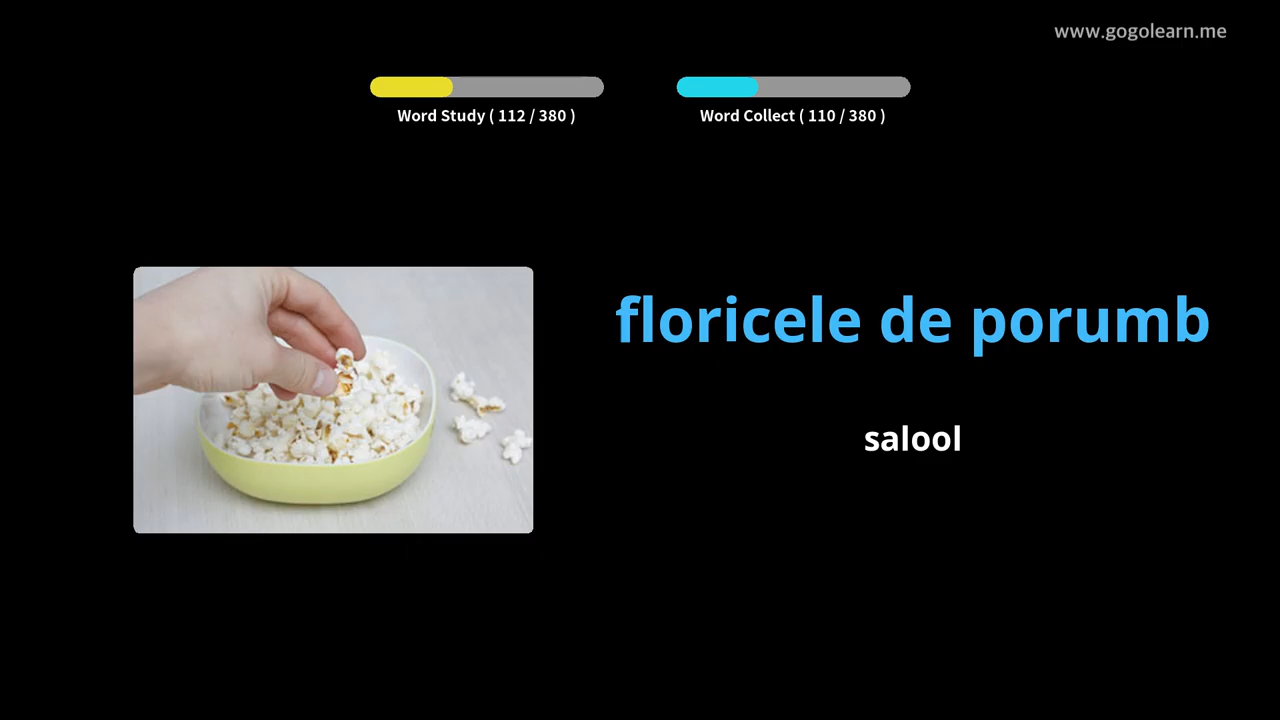 www.gogolearn.me
Word Study ( 112 / 380 )
Word Collect ( 110 / 380 )
floricele de porumb
salool